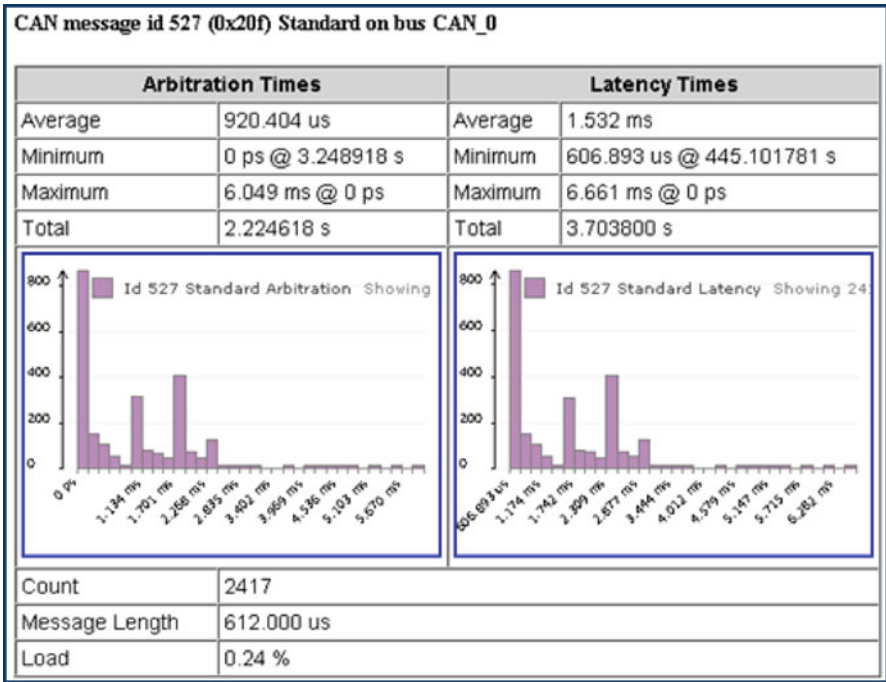 CAN message id 527 (0x20f) Standard on bus CAN_0
Arbitration Times Latency Times
Average 920.404 us Average 1.532 ms
Minimum 0 ps @ 3.248918 s Minimum 606.893 us @ 445.101781 s
Maximum 6.049 ms @ 0 ps Maximum 6.661 ms @ 0 ps
Total 2.224618 s Total 3.703800 s
Id 527 Standard Arbitration Showing
800
600
400
200
0
0 ps 1.134 ms 1.701 ms 2.268 ms 2.835 ms 3.402 ms 3.969 ms 4.536 ms 5.103 ms 5.670 ms
Id 527 Standard Latency Showing 24
800
600
400
200
0
606.893 us 1.174 ms 1.742 ms 2.309 ms 2.877 ms 3.444 ms 4.012 ms 4.579 ms 5.147 ms 5.715 ms 6.282 ms
Count 2417
Message Length 612.000 us
Load 0.24 %